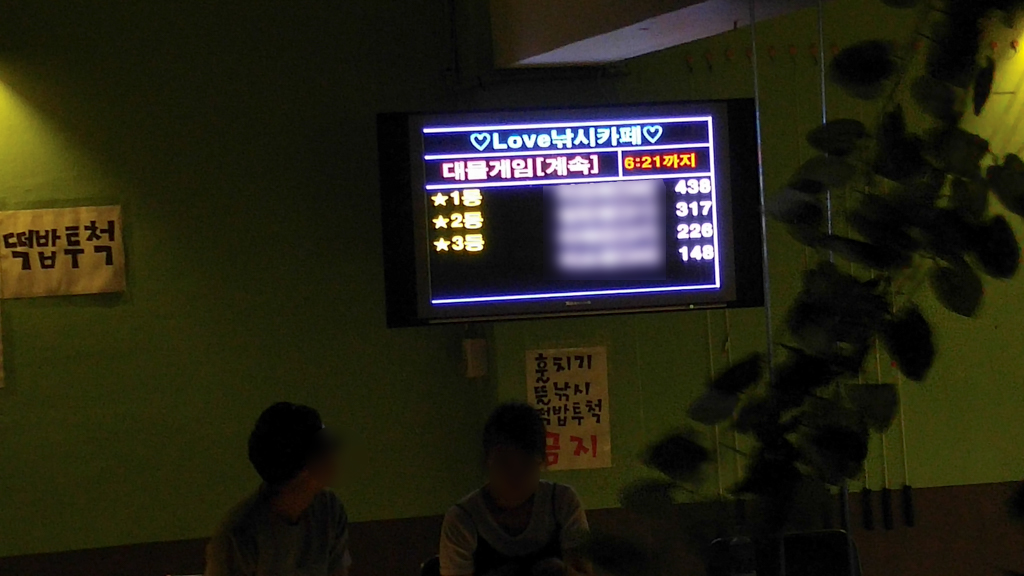 ♡Love낚시카페♡
대물게임[계속] 6:21까지
★1등 438
★2등 317
★3등 226
148
떡밥투척
훌치기
뜰낚시
떡밥투척
금지